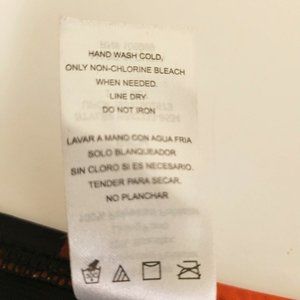 HAND WASH COLD,
ONLY NON-CHLORINE BLEACH
WHEN NEEDED.
LINE DRY
DO NOT IRON
LAVAR A MANO CON AGUA FRIA
SOLO BLANQUEADOR
SIN CLORO SI ES NECESARIO.
TENDER PARA SECAR.
NO PLANCHAR